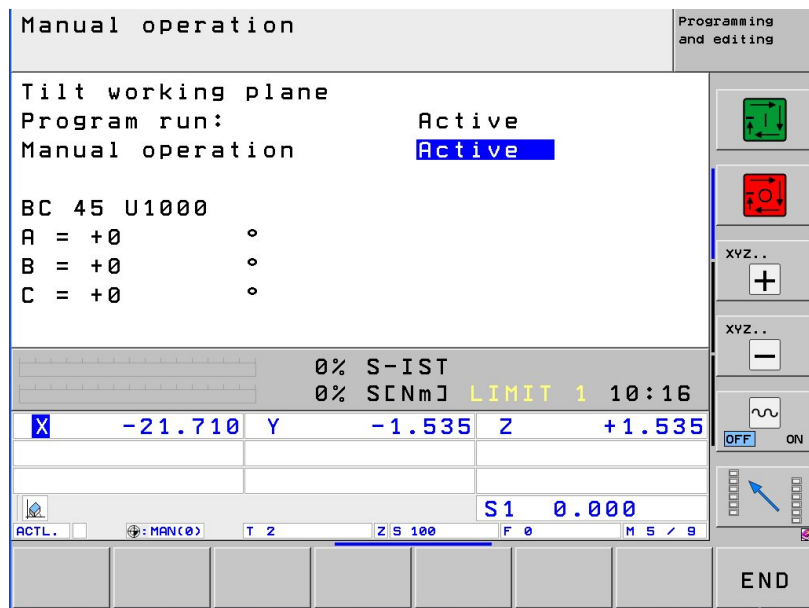 Manual operation
Programming
and editing
Tilt working plane
Program run: Active
Manual operation Active
BC 45 U1000
A = +0 °
B = +0 °
C = +0 °
XYZ..
+
XYZ..
−
OFF ON
0% S-IST
0% S[Nm] LIMIT 1 10:16
X -21.710 Y -1.535 Z +1.535
S1 0.000
ACTL. : MAN(0) T 2 Z S 100 F 0 M 5 / 9
END